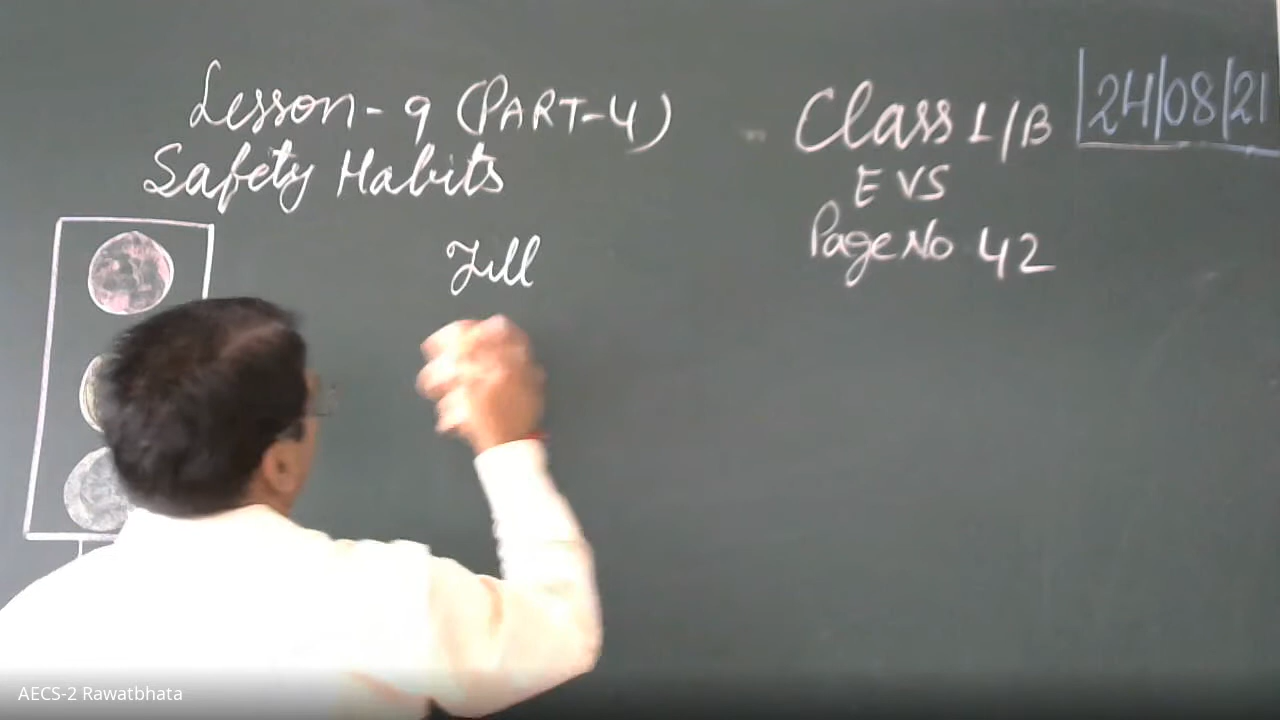 Lesson - 9 (PART-4)
Safety Habits
Fill
Class I/B
EVS
Page No 42
24/08/21
AECS-2 Rawatbhata